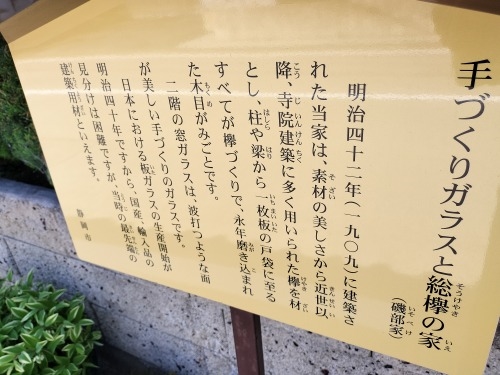 手づくりガラスと総欅の家
(磯部家)
明治四十二年(一九〇九)に建築さ
れた当家は、素材の美しさから近世以
降、寺院建築に多く用いられた欅を材
とし、柱や梁から一枚板の戸袋に至る
すべてが欅づくりで、永年磨き込まれ
た木目がみごとです。
二階の窓ガラスは、波打つような面
が美しい手づくりのガラスです。
日本における板ガラスの生産開始が
明治四十年ですから、国産、輸入品の
見分けは困難ですが、当時の最先端の
建築用材といえます。
静岡市